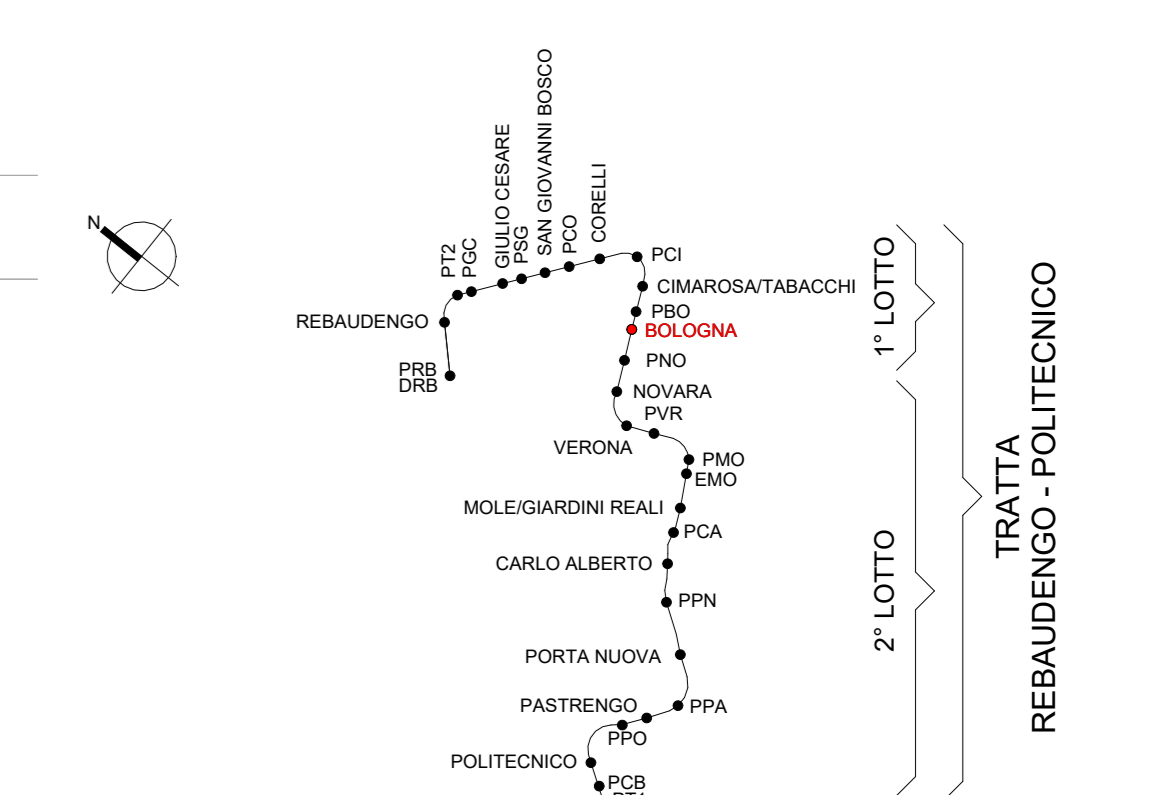 N
PT2
PGC
GIULIO CESARE
PSG
SAN GIOVANNI BOSCO
PCO
CORELLI
PCI
CIMAROSA/TABACCHI
PBO
BOLOGNA
REBAUDENGO
PRB
DRB
PNO
NOVARA
PVR
VERONA
PMO
EMO
MOLE/GIARDINI REALI
PCA
CARLO ALBERTO
PPN
PORTA NUOVA
PASTRENGO
PPA
PPO
POLITECNICO
PCB
PT1
1° LOTTO
2° LOTTO
TRATTA
REBAUDENGO - POLITECNICO